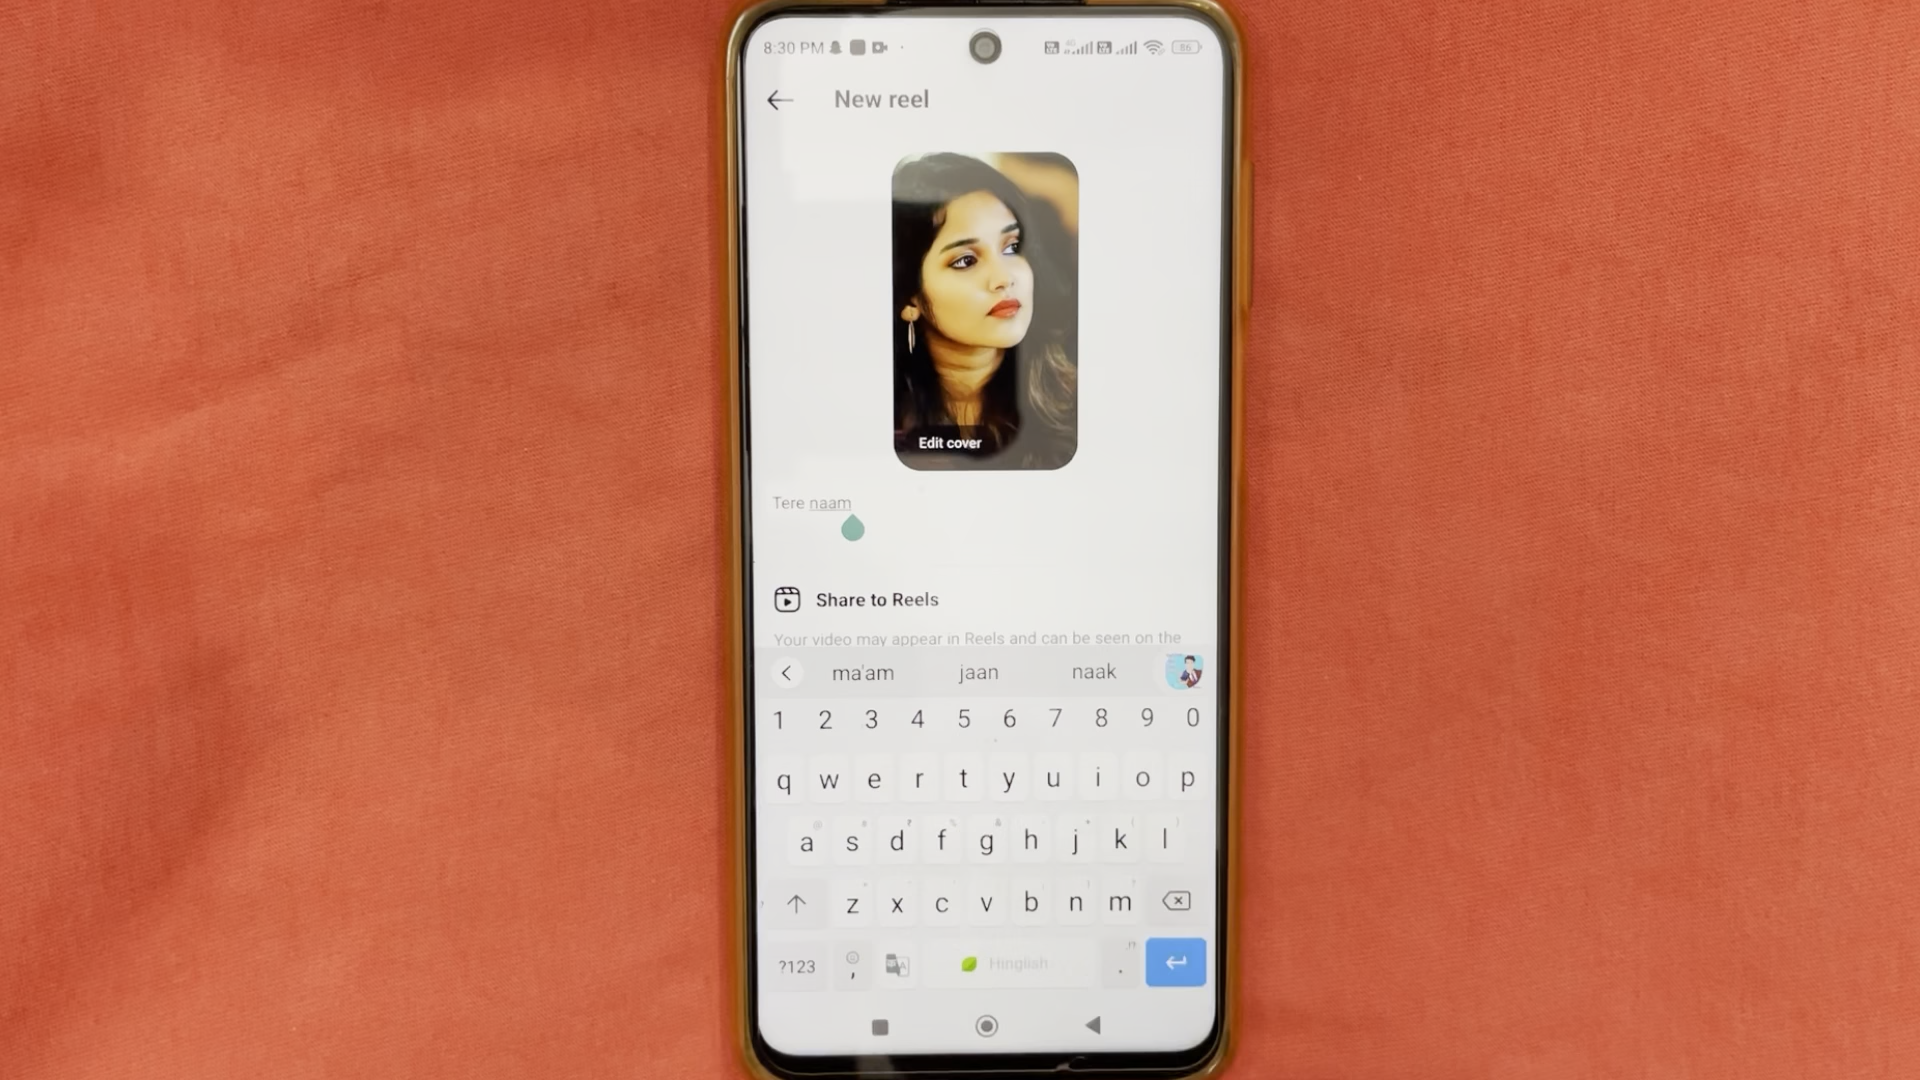 8:30 PM
86
New reel
Edit cover
Tere naam
Share to Reels
Your video may appear in Reels and can be seen on the
ma'am jaan naak
1 2 3 4 5 6 7 8 9 0
q w e r t y u i o p
a s d f g h j k l
z x c v b n m
?123 , Hinglish .